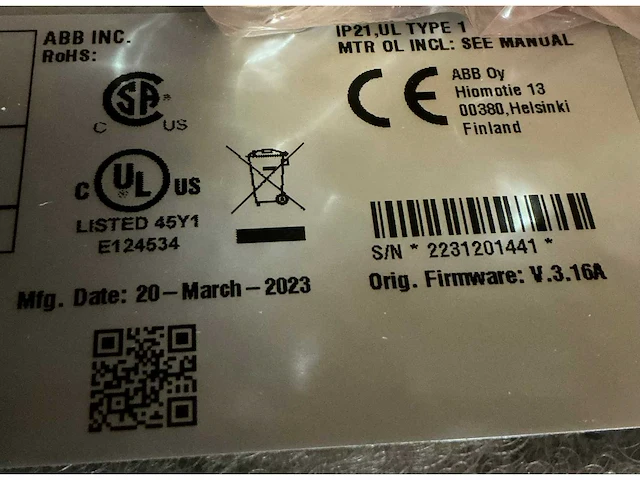 ABB INC.
RoHS:
IP21,UL TYPE 1
MTR OL INCL: SEE MANUAL
SA
C US
CE
ABB Oy
Hiomotie 13
00380,Helsinki
Finland
C UL US
LISTED 45Y1
E124534
S/N * 2231201441 *
Mfg. Date: 20-March-2023
Orig. Firmware: V.3.16A